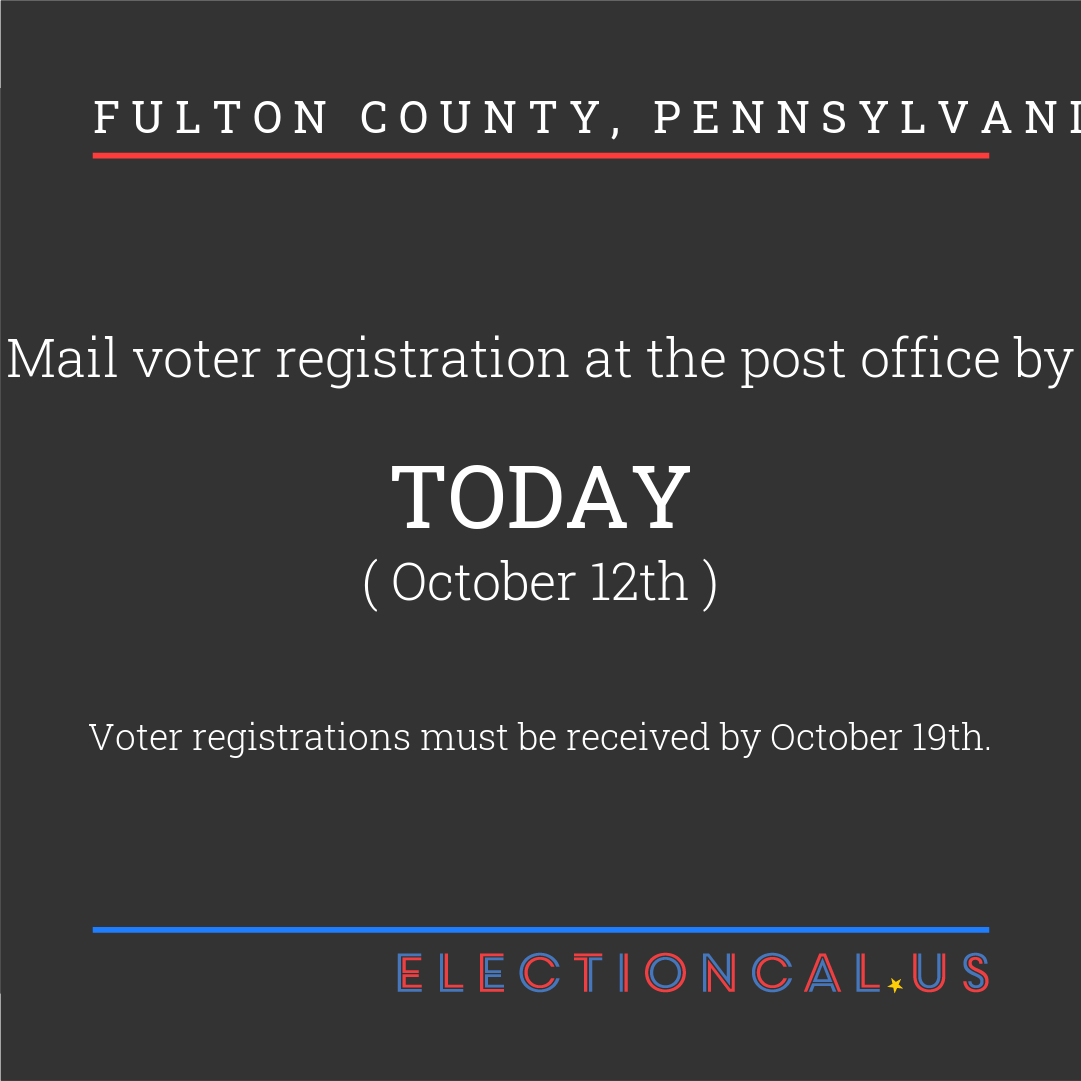 FULTON COUNTY, PENNSYLVANI
Mail voter registration at the post office by
TODAY
( October 12th )
Voter registrations must be received by October 19th.
ELECTIONCAL.US